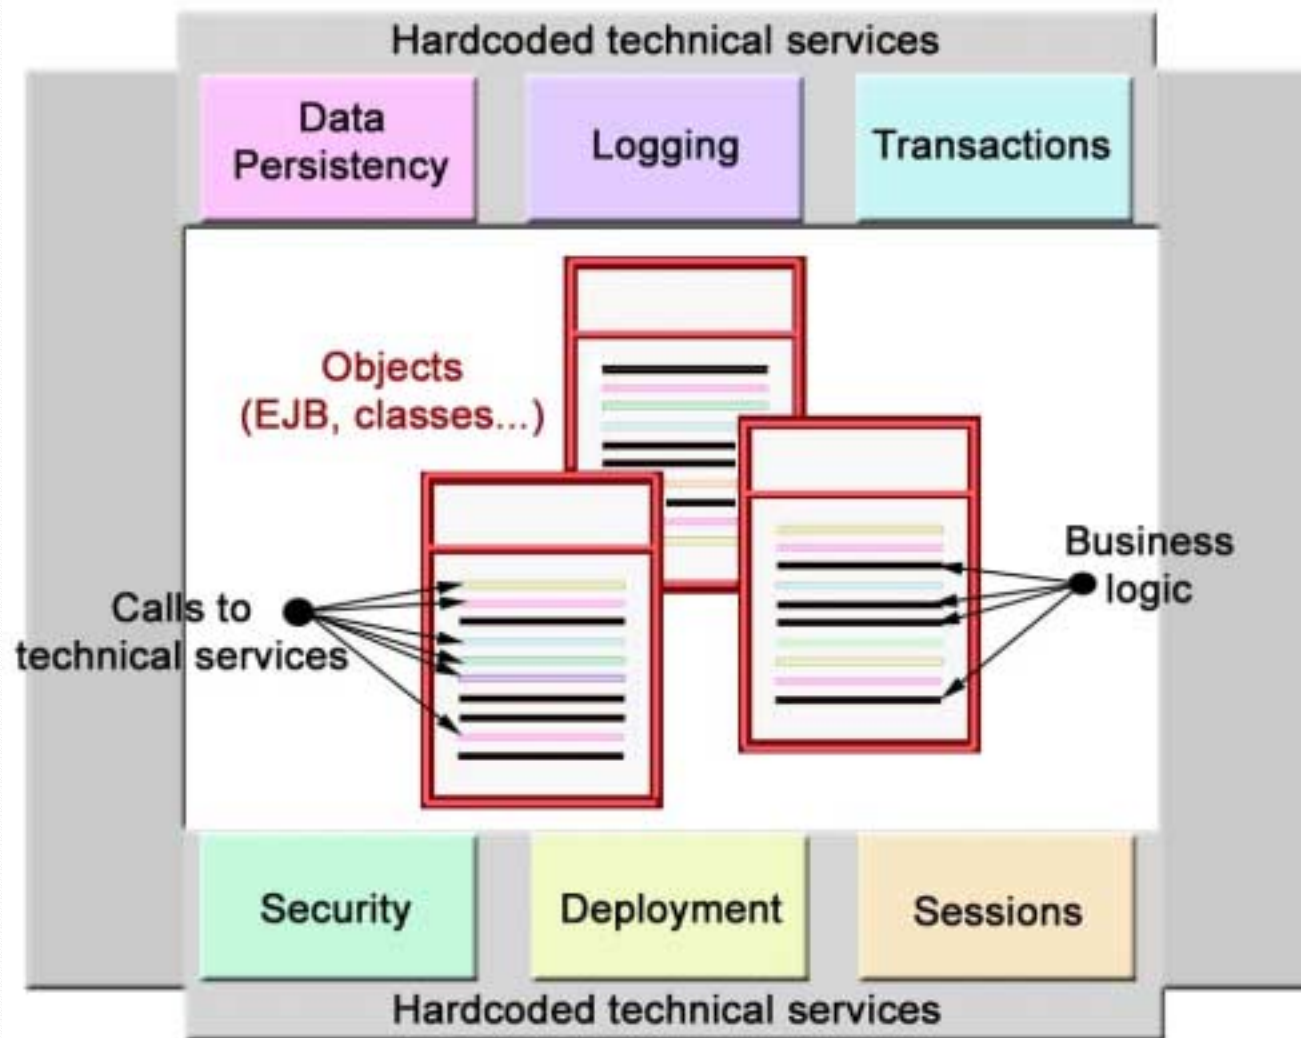 Hardcoded technical services
Data
Persistency
Logging
Transactions
Objects
(EJB, classes...)
Business
logic
Calls to
technical services
Security
Deployment
Sessions
Hardcoded technical services